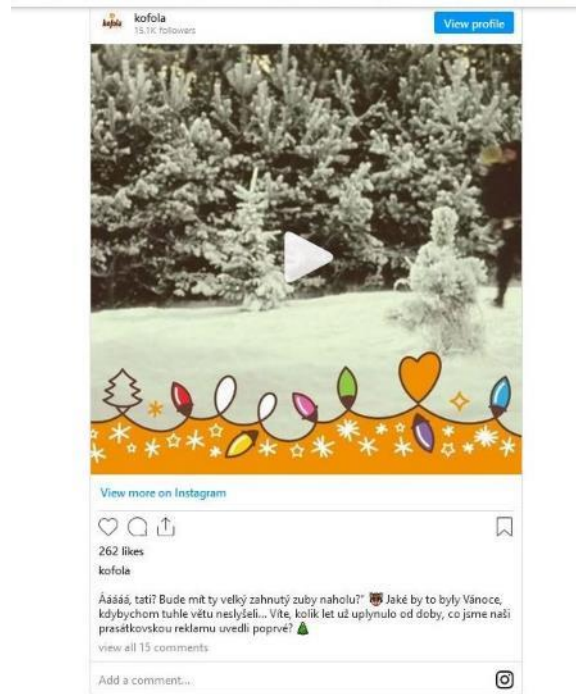 kofola
kofola
15.1K followers
View profile
View more on Instagram
262 likes
kofola
Ááááá, tati? Bude mít ty velký zahnutý zuby naholu?" 🐗 Jaké by to byly Vánoce,
kdybychom tuhle větu neslyšeli... Víte, kolik let už uplynulo od doby, co jsme naši
prasátkovskou reklamu uvedli poprvé? 🎄
view all 15 comments
Add a comment...